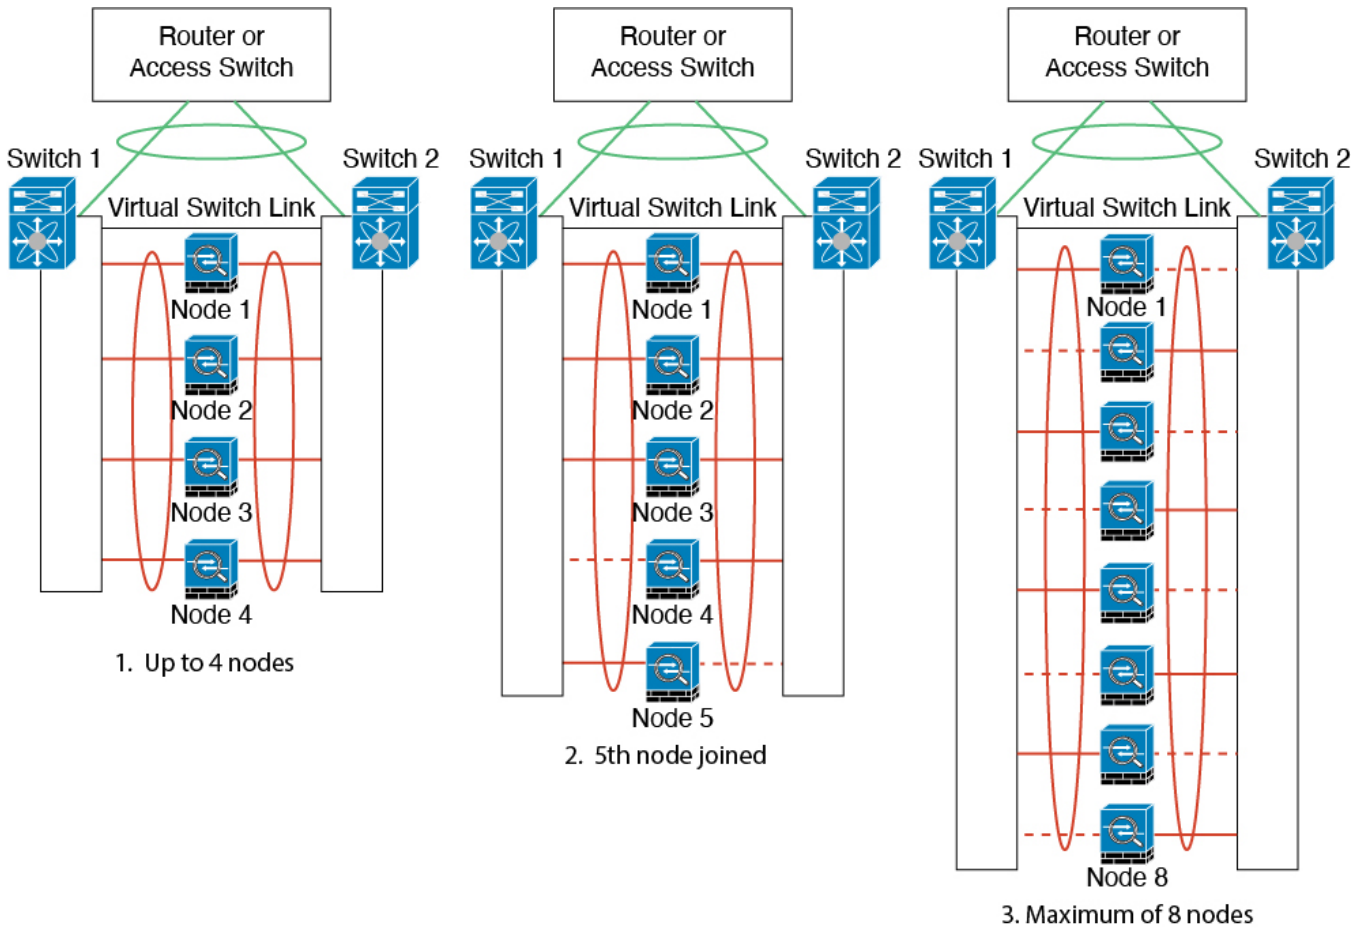 Router or
Access Switch
Switch 1
Switch 2
Virtual Switch Link
Node 1
Node 2
Node 3
Node 4
1. Up to 4 nodes
Router or
Access Switch
Switch 1
Switch 2
Virtual Switch Link
Node 1
Node 2
Node 3
Node 4
Node 5
2. 5th node joined
Router or
Access Switch
Switch 1
Switch 2
Virtual Switch Link
Node 1
Node 8
3. Maximum of 8 nodes